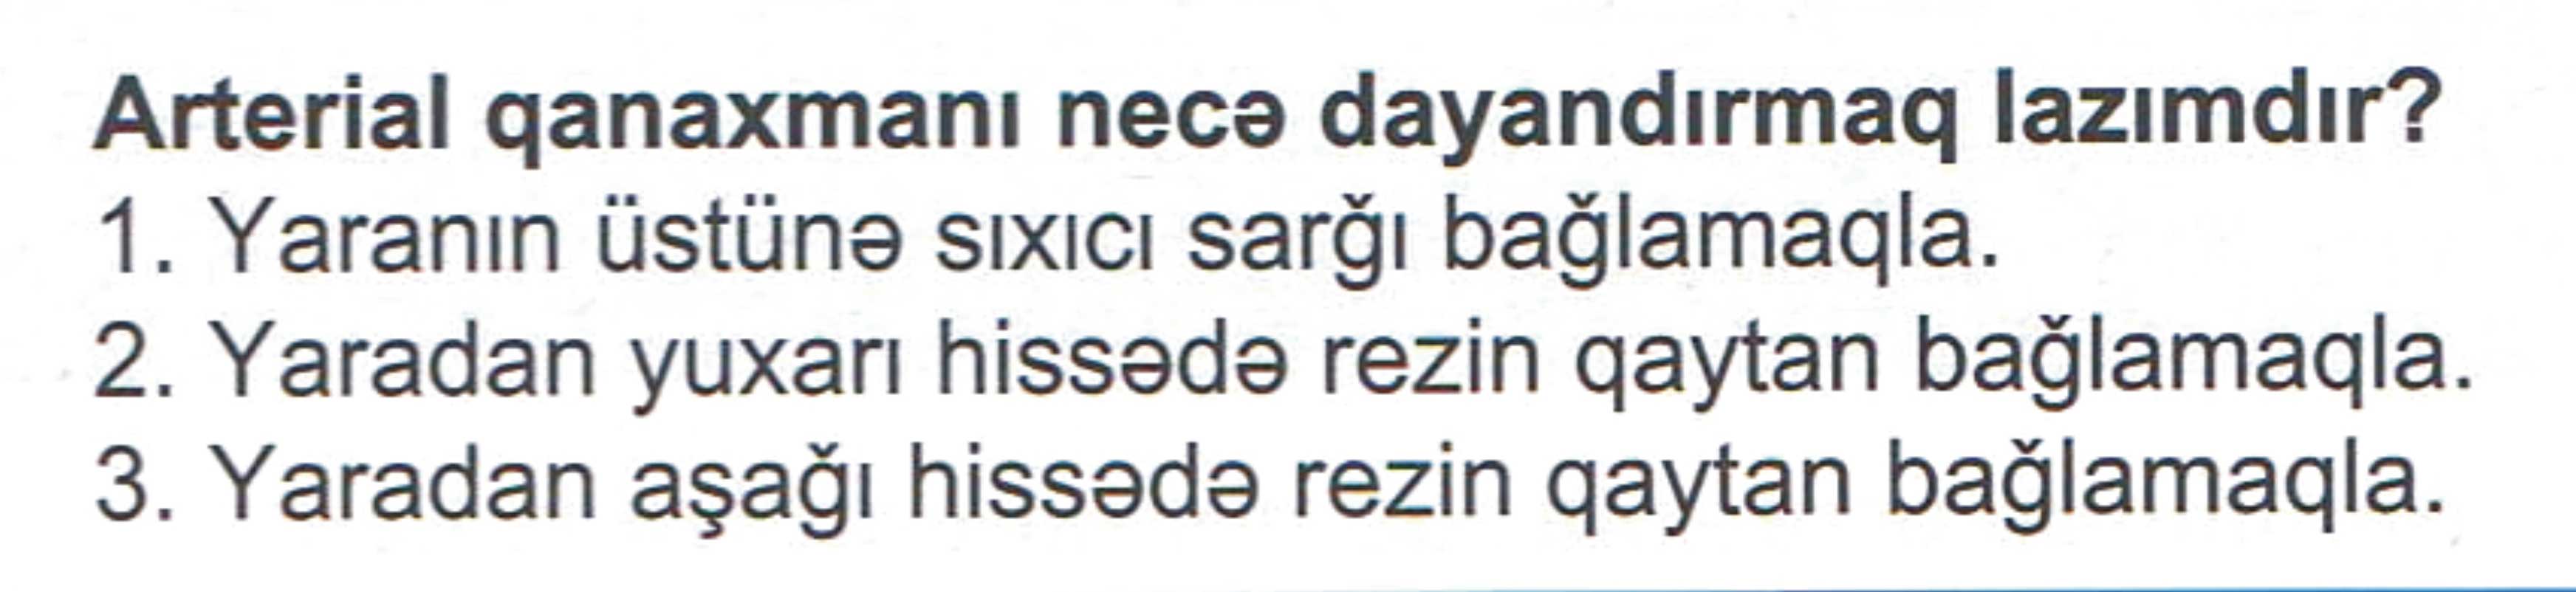 Arterial qanaxmanı necə dayandırmaq lazımdır?
1. Yaranın üstünə sıxıcı sarğı bağlamaqla.
2. Yaradan yuxarı hissədə rezin qaytan bağlamaqla.
3. Yaradan aşağı hissədə rezin qaytan bağlamaqla.